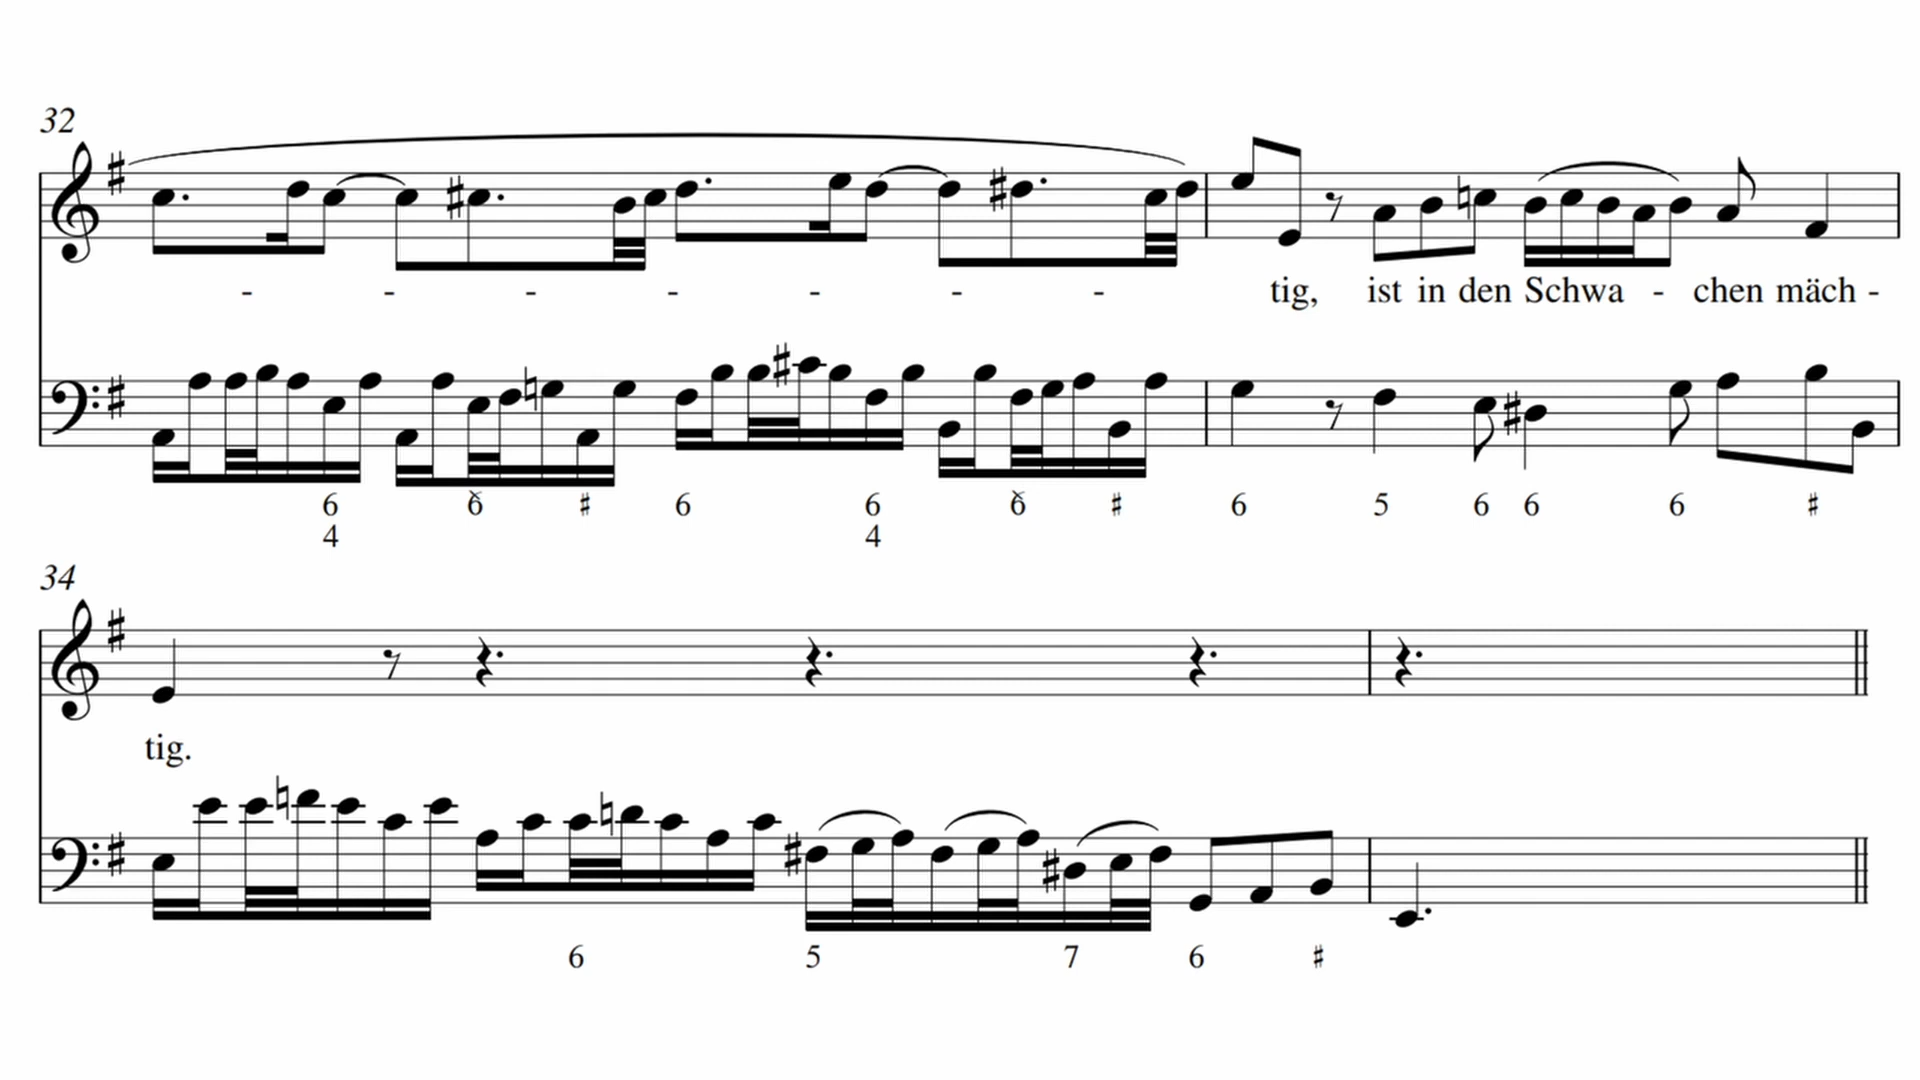 32
- - - - - - - tig, ist in den Schwa - chen mäch -
6 6 ♯ 6 6 6 ♯ 6 5 6 6 6 ♯
4 4
34
tig.
6 5 7 6 ♯